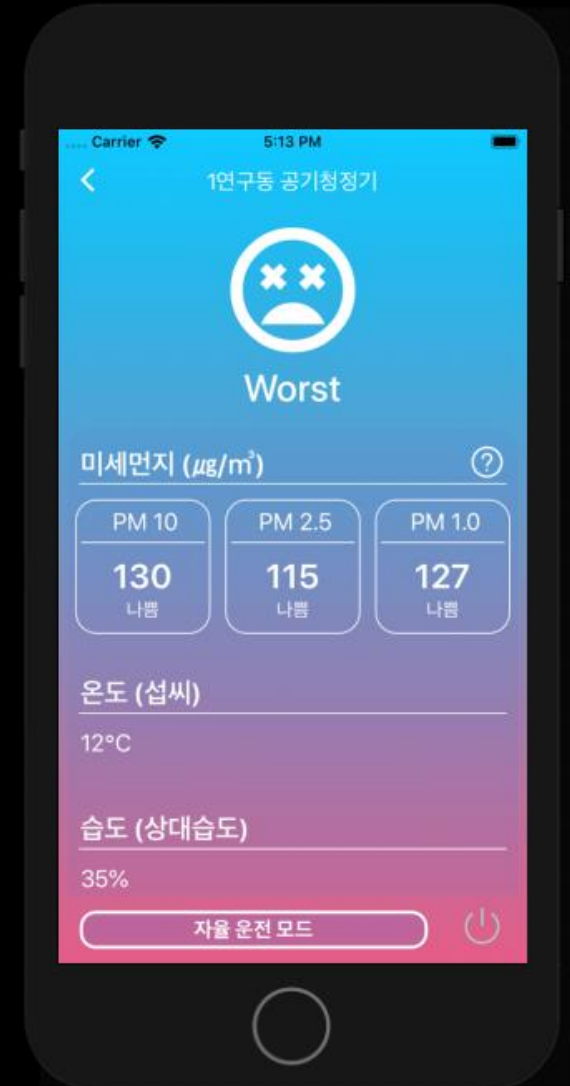 Carrier
5:13 PM
1연구동 공기청정기
Worst
미세먼지 (㎍/㎥)
?
PM 10
PM 2.5
PM 1.0
130
115
127
나쁨
나쁨
나쁨
온도 (섭씨)
12°C
습도 (상대습도)
35%
자율 운전 모드